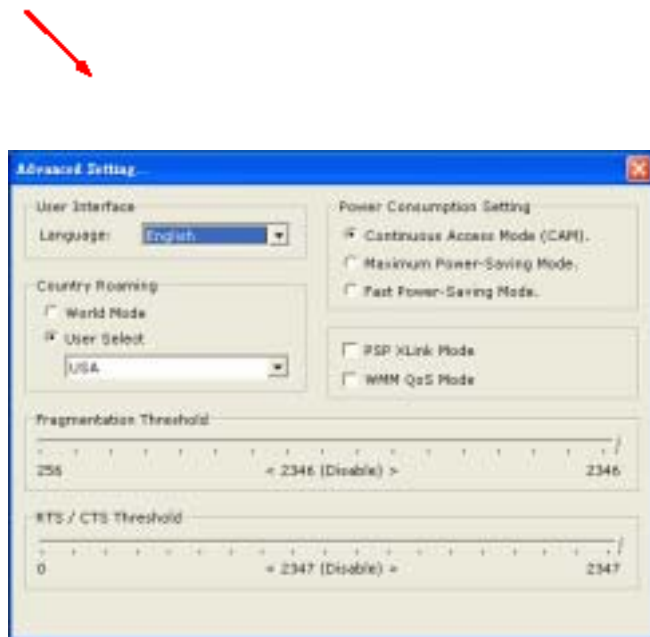 Advanced Setting...
User Interface
Language: English
Country Roaming
World Mode
User Select
USA
Power Consumption Setting
Continuous Access Mode (CAM).
Maximum Power-Saving Mode.
Fast Power-Saving Mode.
PSP XLink Mode
WMM QoS Mode
Fragmentation Threshold
256 < 2346 (Disable) > 2346
RTS / CTS Threshold
0 < 2347 (Disable) > 2347